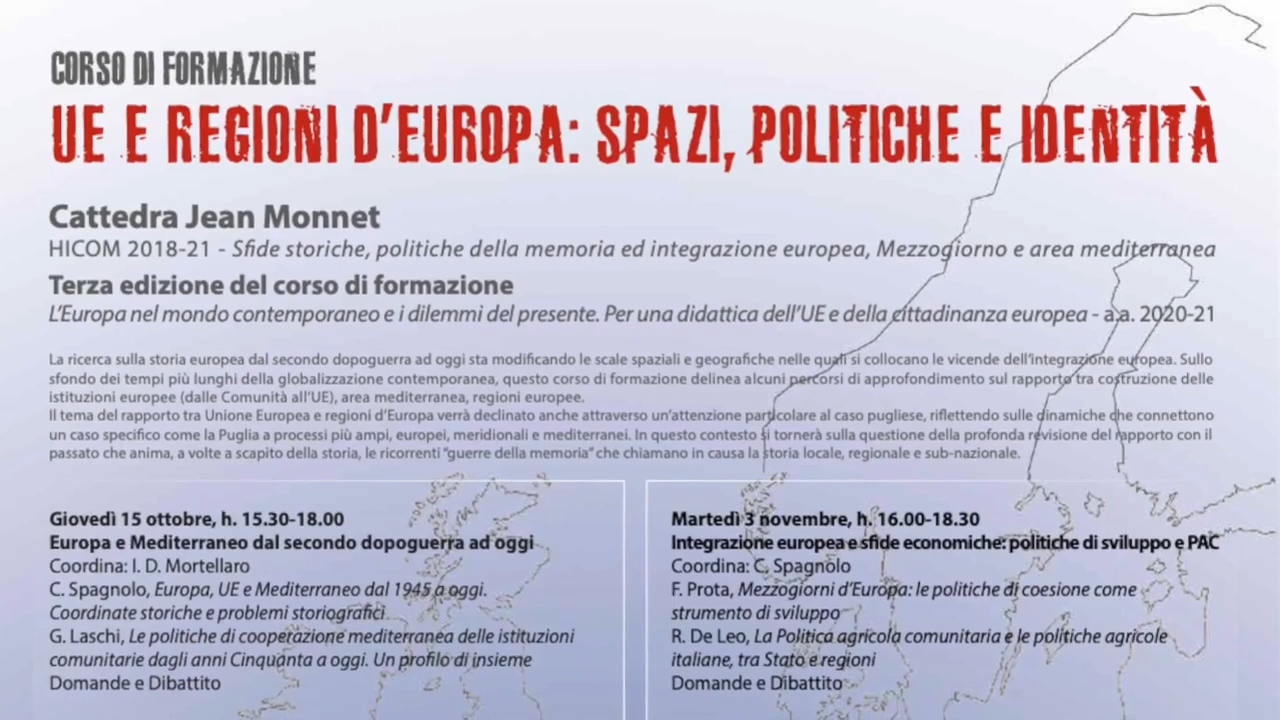 CORSO DI FORMAZIONE
UE E REGIONI D'EUROPA: SPAZI, POLITICHE E IDENTITÀ
Cattedra Jean Monnet
HICOM 2018-21 - Sfide storiche, politiche della memoria ed integrazione europea, Mezzogiorno e area mediterranea
Terza edizione del corso di formazione
L'Europa nel mondo contemporaneo e i dilemmi del presente. Per una didattica dell'UE e della cittadinanza europea - a.a. 2020-21
La ricerca sulla storia europea dal secondo dopoguerra ad oggi sta modificando le scale spaziali e geografiche nelle quali si collocano le vicende dell'integrazione europea. Sullo
sfondo dei tempi più lunghi della globalizzazione contemporanea, questo corso di formazione delinea alcuni percorsi di approfondimento sul rapporto tra costruzione delle
istituzioni europee (dalle Comunità all'UE), area mediterranea, regioni europee.
Il tema del rapporto tra Unione Europea e regioni d'Europa verrà declinato anche attraverso un'attenzione particolare al caso pugliese, riflettendo sulle dinamiche che connettono
un caso specifico come la Puglia a processi più ampi, europei, meridionali e mediterranei. In questo contesto si tornerà sulla questione della profonda revisione del rapporto con il
passato che anima, a volte a scapito della storia, le ricorrenti "guerre della memoria" che chiamano in causa la storia locale, regionale e sub-nazionale.
Giovedì 15 ottobre, h. 15.30-18.00
Europa e Mediterraneo dal secondo dopoguerra ad oggi
Coordina: I. D. Mortellaro
C. Spagnolo, Europa, UE e Mediterraneo dal 1945 a oggi.
Coordinate storiche e problemi storiografici
G. Laschi, Le politiche di cooperazione mediterranea delle istituzioni
comunitarie dagli anni Cinquanta a oggi. Un profilo di insieme
Domande e Dibattito
Martedì 3 novembre, h. 16.00-18.30
Integrazione europea e sfide economiche: politiche di sviluppo e PAC
Coordina: C. Spagnolo
F. Prota, Mezzogiorni d'Europa: le politiche di coesione come
strumento di sviluppo
R. De Leo, La Politica agricola comunitaria e le politiche agricole
italiane, tra Stato e regioni
Domande e Dibattito